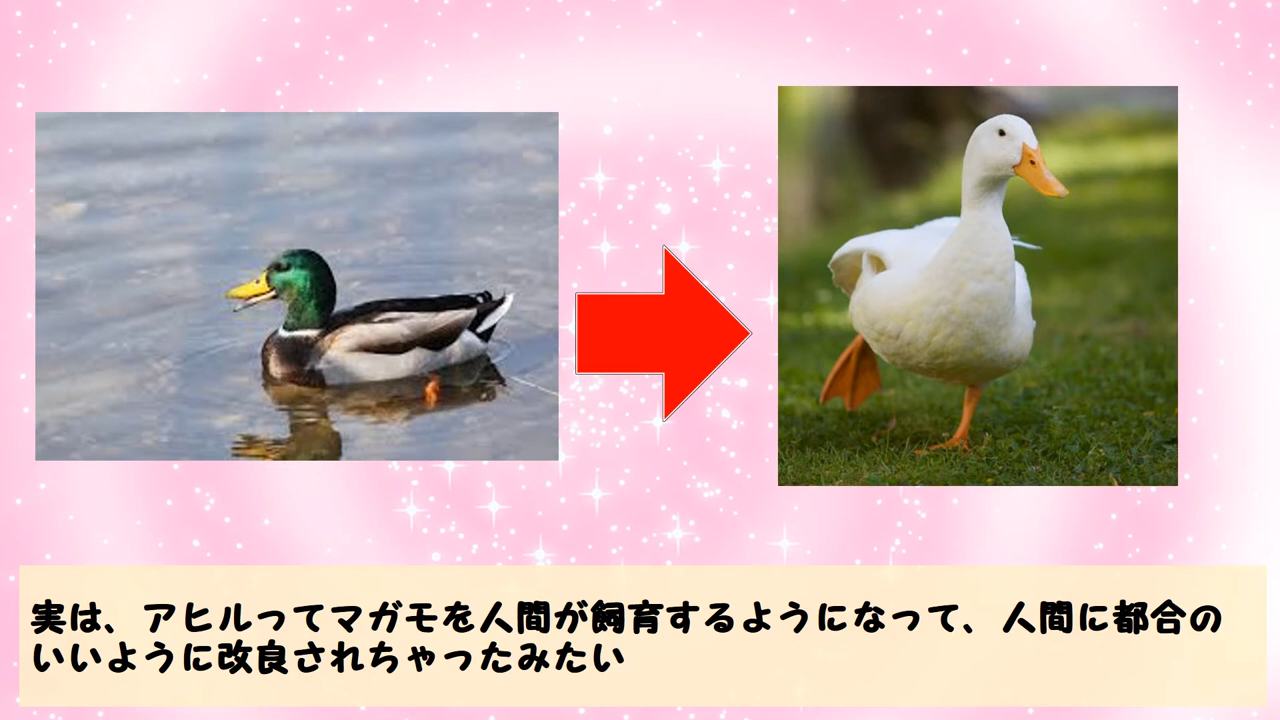 実は、アヒルってマガモを人間が飼育するようになって、人間に都合の
いいように改良されちゃったみたい